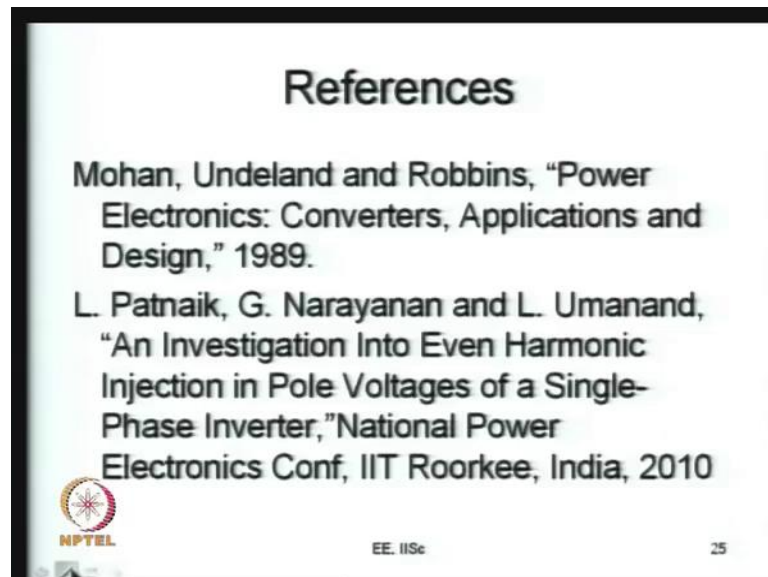 References
Mohan, Undeland and Robbins, “Power
Electronics: Converters, Applications and
Design,” 1989.
L. Patnaik, G. Narayanan and L. Umanand,
“An Investigation Into Even Harmonic
Injection in Pole Voltages of a Single-
Phase Inverter,”National Power
Electronics Conf, IIT Roorkee, India, 2010
NPTEL
EE. IISc
25